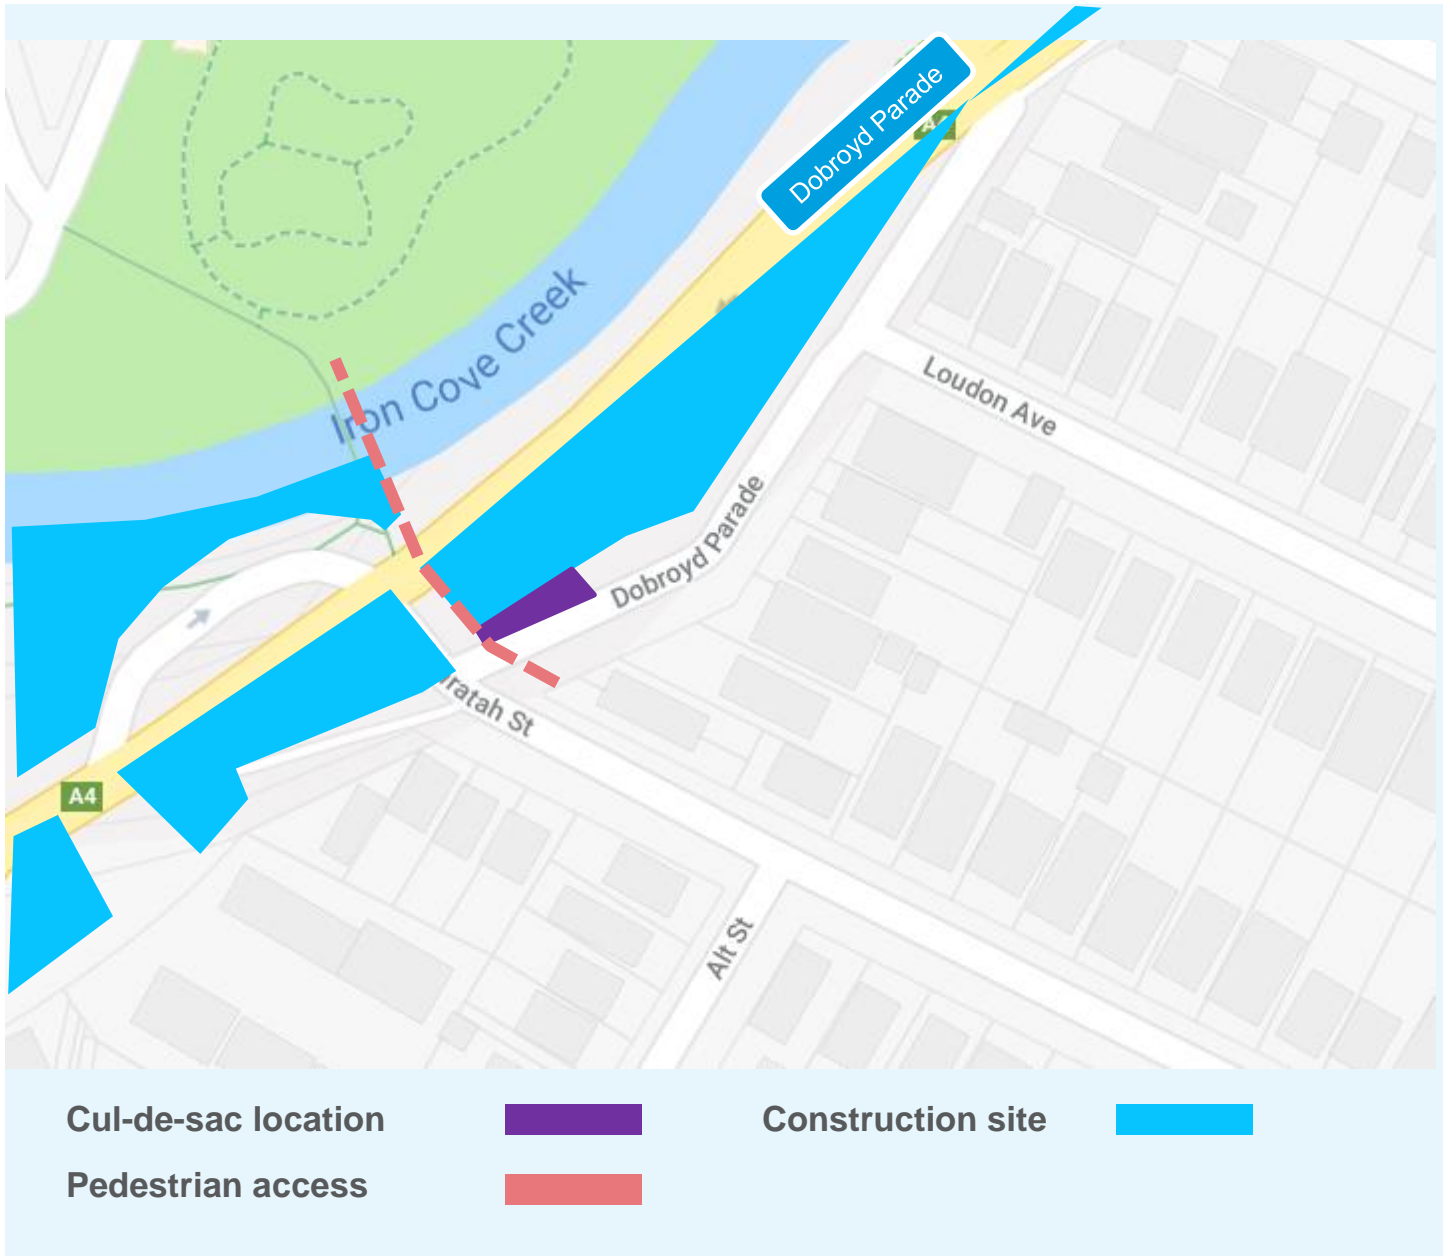 Dobroyd Parade
Iron Cove Creek
Loudon Ave
Dobroyd Parade
ratah St
A4
Alt St
Cul-de-sac location
Construction site
Pedestrian access